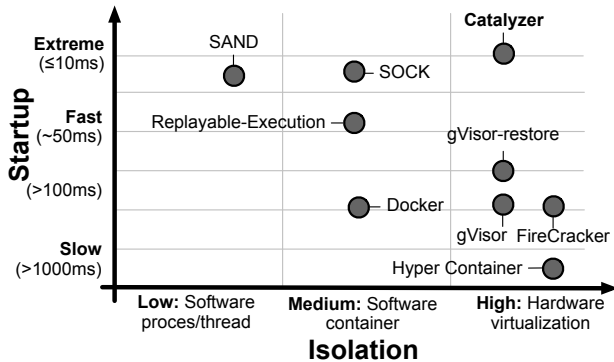 Catalyzer
Extreme
(≤10ms)
SAND
SOCK
Startup
Fast
(~50ms)
Replayable-Execution
gVisor-restore
(>100ms)
Docker
gVisor
FireCracker
Slow
(>1000ms)
Hyper Container
Low: Software
proces/thread
Medium: Software
container
High: Hardware
virtualization
Isolation